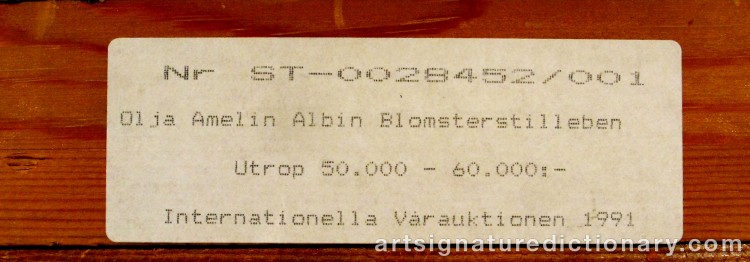 Nr ST-0028452/001
Olja Amelin Albin Blomsterstilleben
Utrop 50.000 - 60.000:-
Internationella Vårauktionen 1991
artsignaturedictionary.com